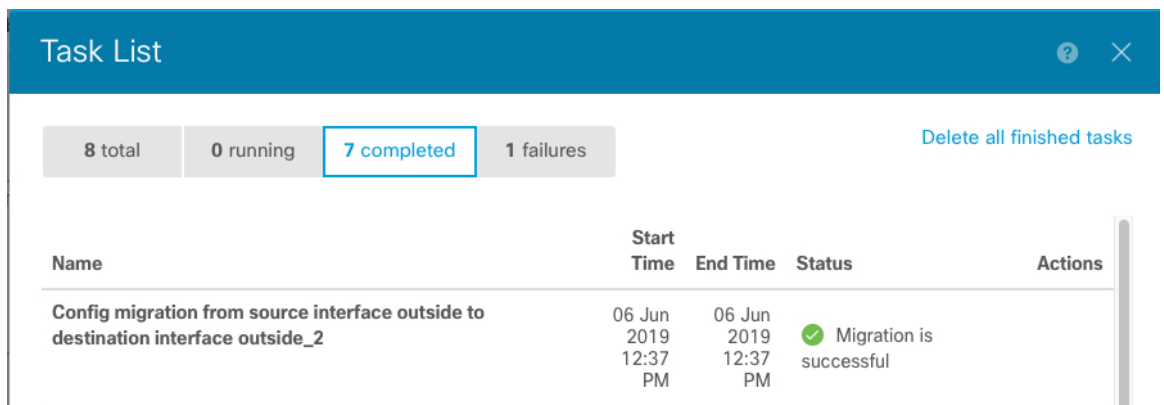 Task List
8 total 0 running 7 completed 1 failures
Delete all finished tasks
Name Start Time End Time Status Actions
Config migration from source interface outside to
destination interface outside_2
06 Jun
2019
12:37
PM
06 Jun
2019
12:37
PM
Migration is
successful